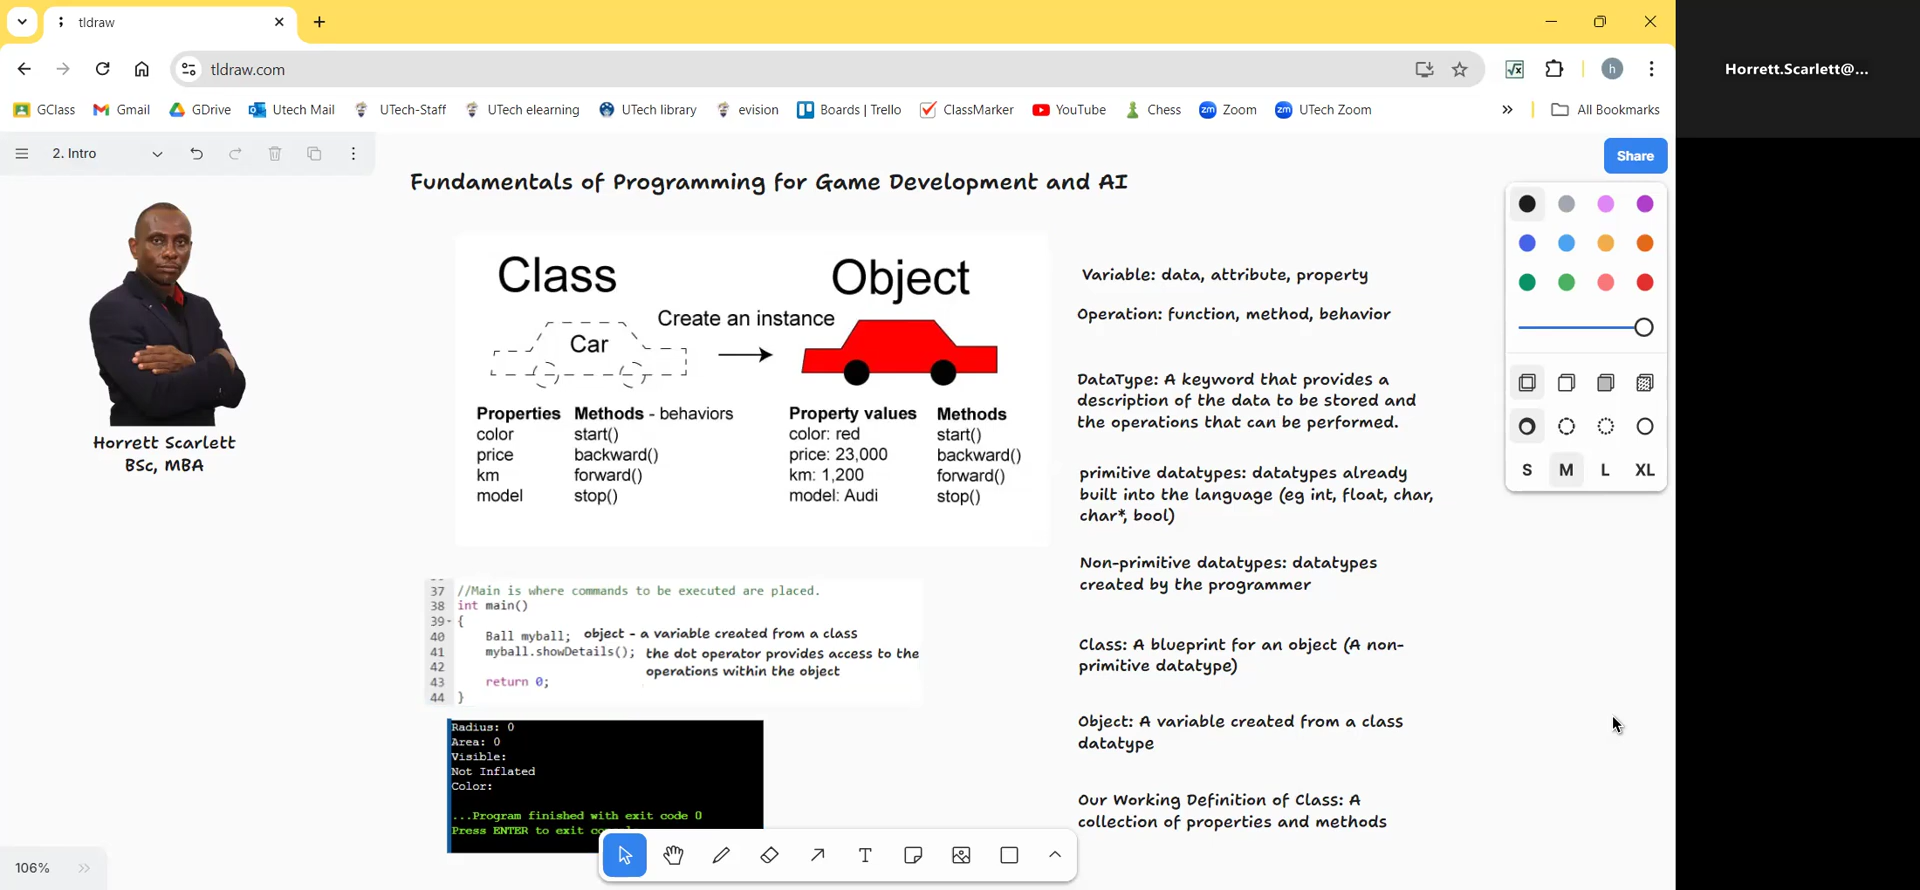 tldraw
tldraw.com
h
GClass
Gmail
GDrive
Utech Mail
UTech-Staff
UTech elearning
UTech library
evision
Boards | Trello
ClassMarker
YouTube
Chess
zm Zoom
zm UTech Zoom
All Bookmarks
Horrett.Scarlett@...
2. Intro
Share
Fundamentals of Programming for Game Development and AI
Horrett Scarlett
BSc, MBA
Class
Object
Create an instance
Car
Properties Methods - behaviors
color start()
price backward()
km forward()
model stop()
Property values Methods
color: red start()
price: 23,000 backward()
km: 1,200 forward()
model: Audi stop()
Variable: data, attribute, property
Operation: function, method, behavior
DataType: A keyword that provides a
description of the data to be stored and
the operations that can be performed.
primitive datatypes: datatypes already
built into the language (eg int, float, char,
char*, bool)
Non-primitive datatypes: datatypes
created by the programmer
Class: A blueprint for an object (A non-
primitive datatype)
Object: A variable created from a class
datatype
Our Working Definition of Class: A
collection of properties and methods
37 //Main is where commands to be executed are placed.
38 int main()
39 {
40 Ball myball; object - a variable created from a class
41 myball.showDetails(); the dot operator provides access to the
42 operations within the object
43 return 0;
44 }
Radius: 0
Area: 0
Visible:
Not Inflated
Color:
...Program finished with exit code 0
Press ENTER to exit
S M L XL
T
106%